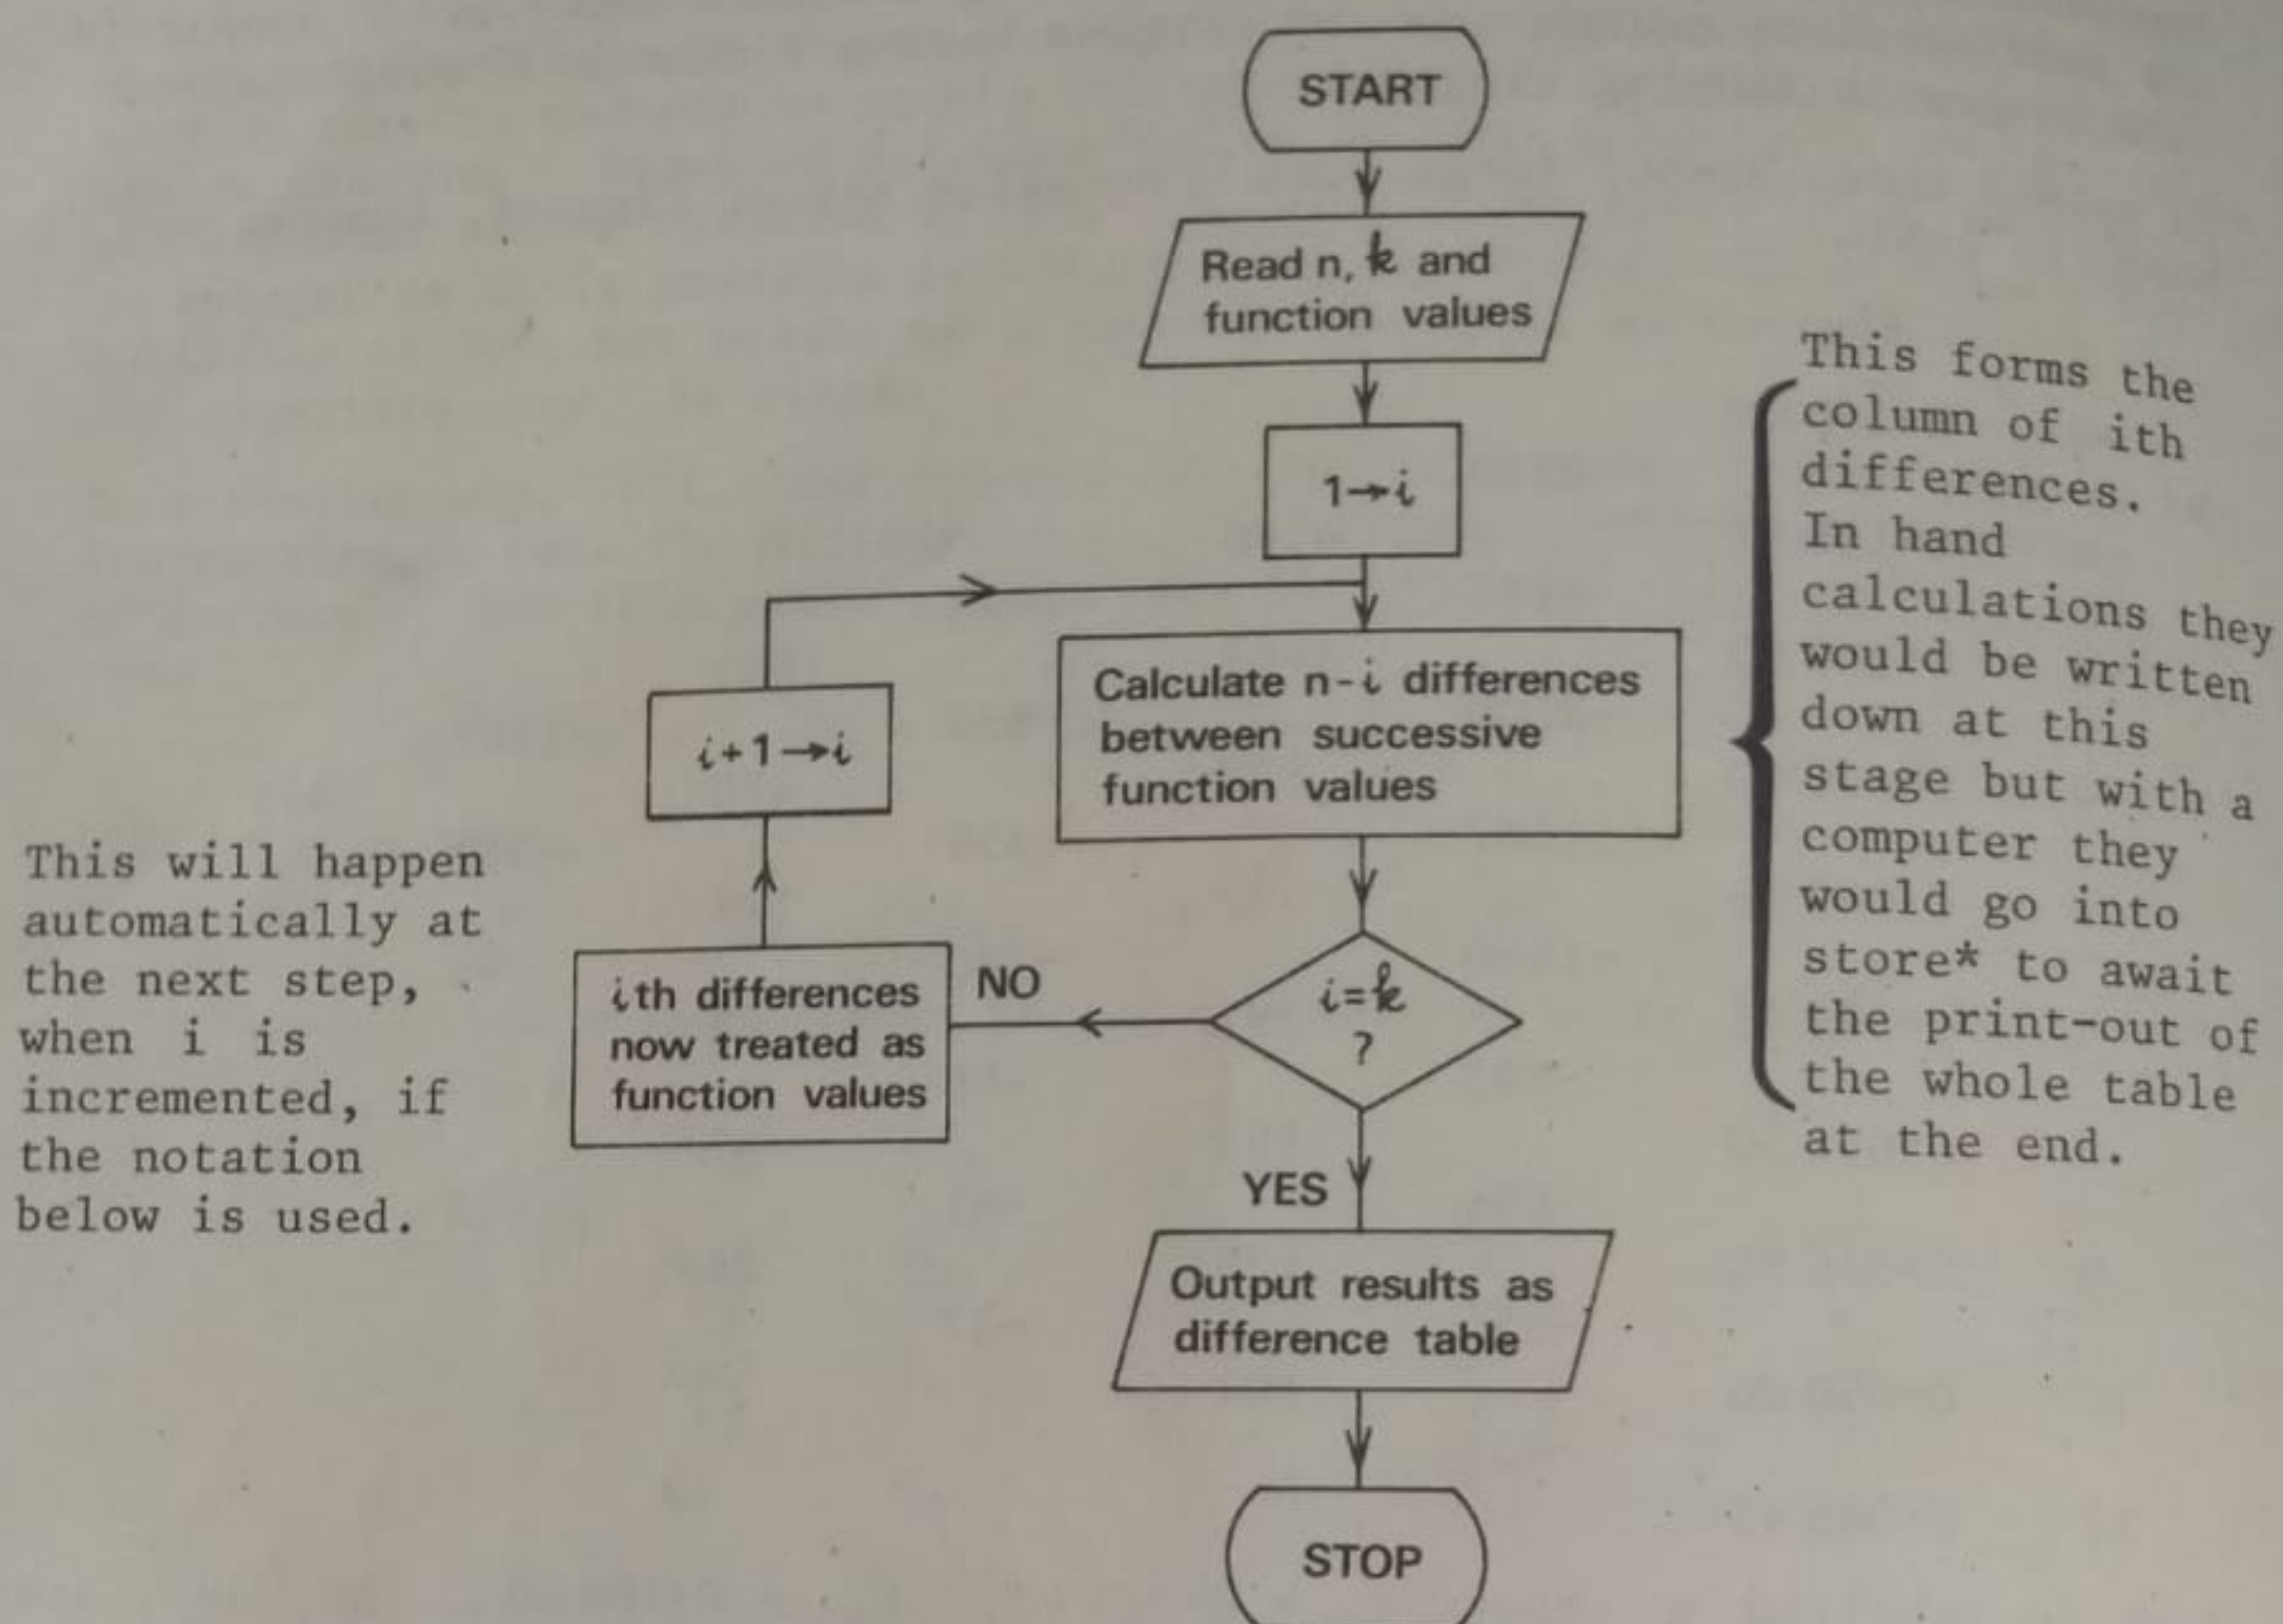 START
Read n, k and
function values
1→i
Calculate n-i differences
between successive
function values
i=k
?
NO
ith differences
now treated as
function values
i+1→i
YES
Output results as
difference table
STOP
This forms the
column of ith
differences.
In hand
calculations they
would be written
down at this
stage but with a
computer they
would go into
store* to await
the print-out of
the whole table
at the end.
This will happen
automatically at
the next step,
when i is
incremented, if
the notation
below is used.